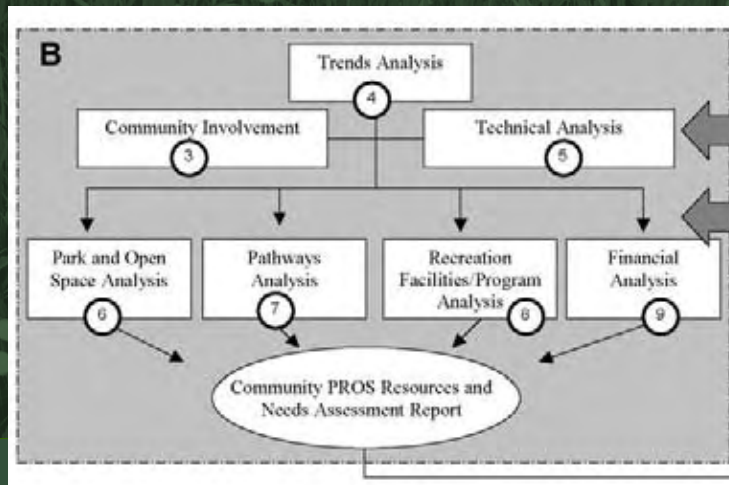 B
Trends Analysis
4
Community Involvement
3
Technical Analysis
5
Park and Open
Space Analysis
6
Pathways
Analysis
7
Recreation
Facilities/Program
Analysis
8
Financial
Analysis
9
Community PROS Resources and
Needs Assessment Report